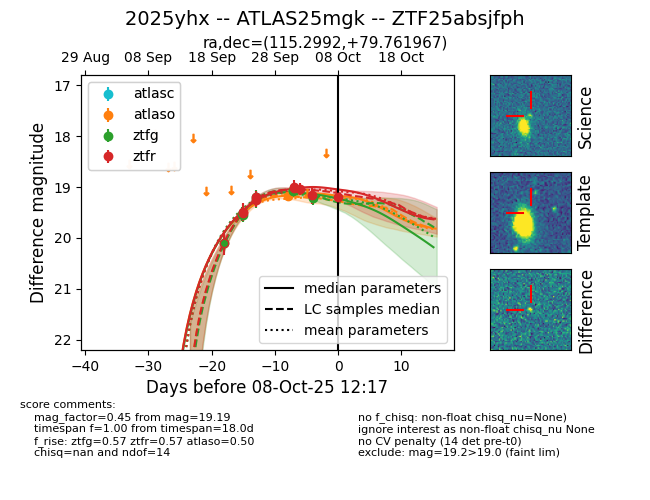 2025yhx -- ATLAS25mgk -- ZTF25absjfph
ra,dec=(115.2992,+79.761967)
29 Aug 08 Sep 18 Sep 28 Sep 08 Oct 18 Oct
atlasc
atlaso
ztfg
ztfr
17
18
19
20
21
22
Difference magnitude
median parameters
LC samples median
mean parameters
−40 −30 −20 −10 0 10
Days before 08-Oct-25 12:17
Science
Template
Difference
score comments:
mag_factor=0.45 from mag=19.19
timespan f=1.00 from timespan=18.0d
f_rise: ztfg=0.57 ztfr=0.57 atlaso=0.50
chisq=nan and ndof=14
no f_chisq: non-float chisq_nu=None)
ignore interest as non-float chisq_nu None
no CV penalty (14 det pre-t0)
exclude: mag=19.2>19.0 (faint lim)